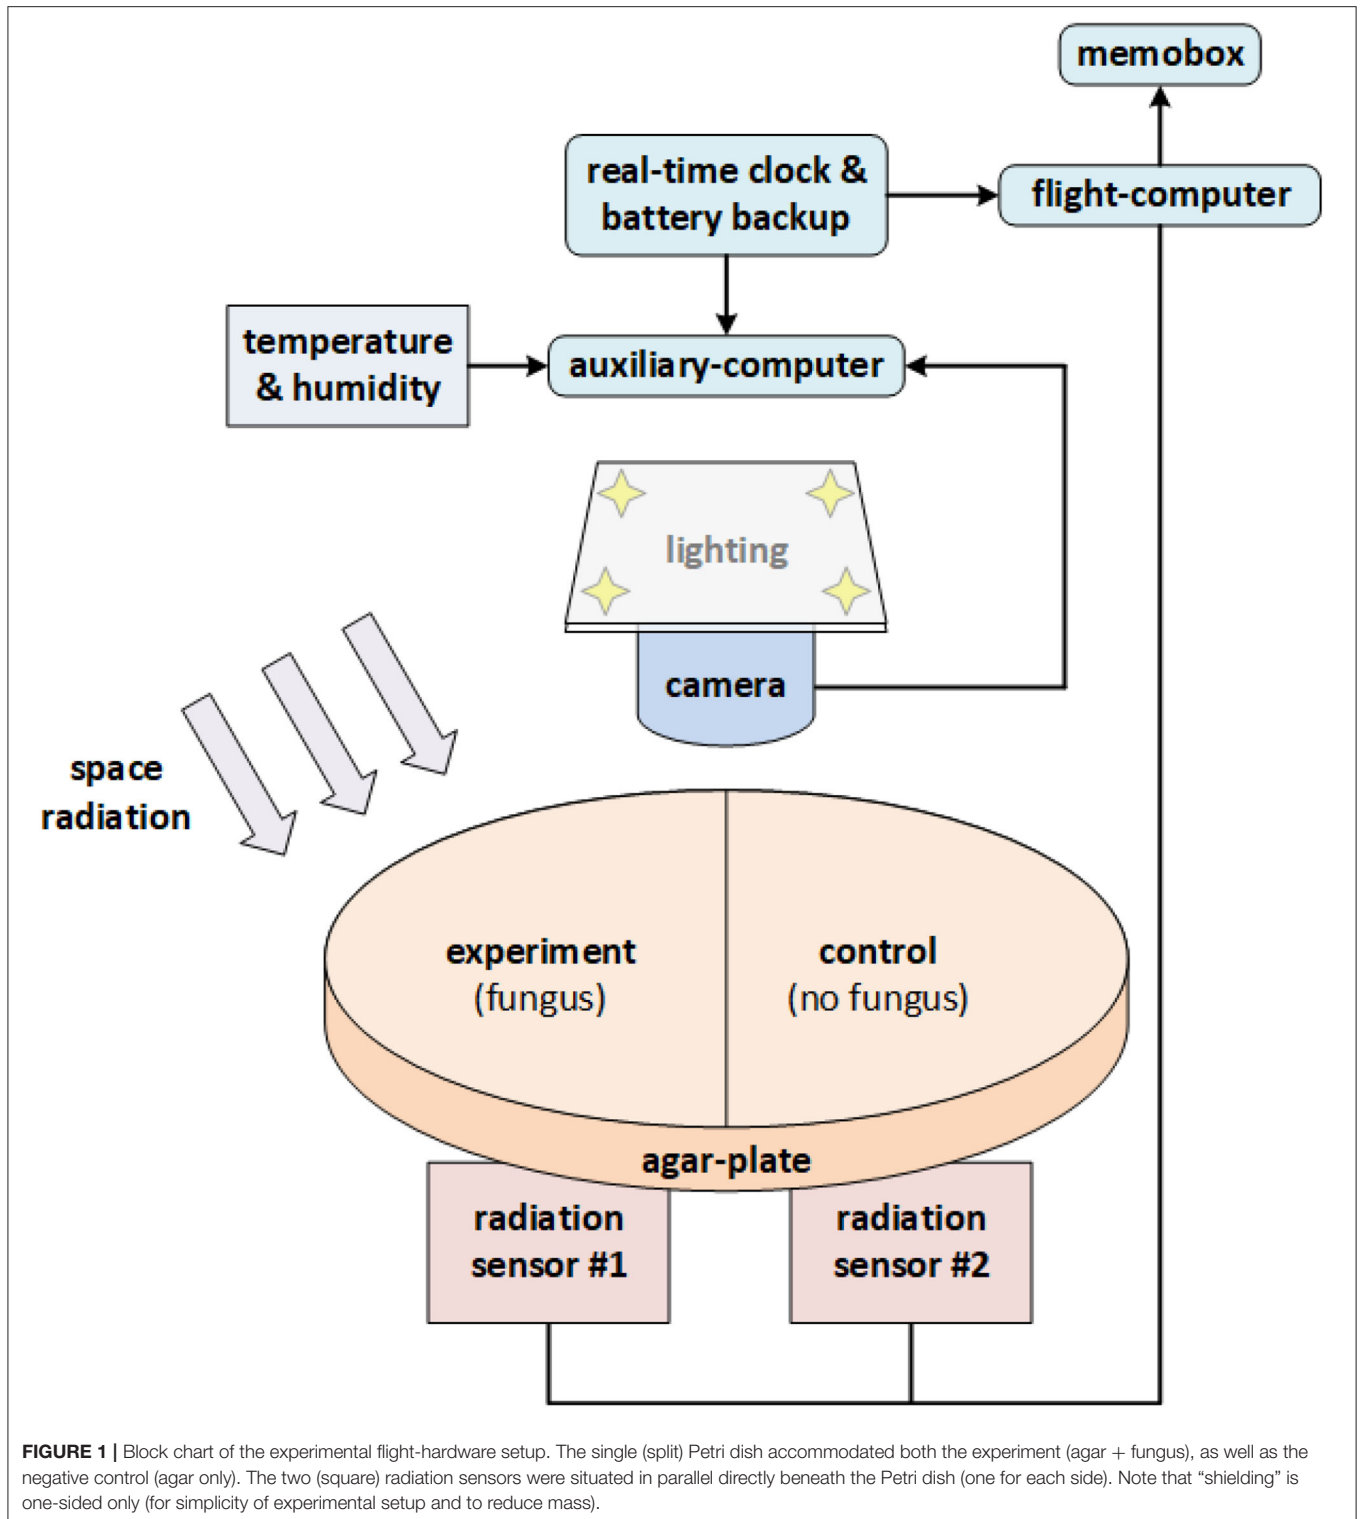 memobox
real-time clock &
battery backup
flight-computer
temperature
& humidity
auxiliary-computer
lighting
camera
space
radiation
experiment
(fungus)
control
(no fungus)
agar-plate
radiation
sensor #1
radiation
sensor #2
FIGURE 1 | Block chart of the experimental flight-hardware setup. The single (split) Petri dish accommodated both the experiment (agar + fungus), as well as the
negative control (agar only). The two (square) radiation sensors were situated in parallel directly beneath the Petri dish (one for each side). Note that “shielding” is
one-sided only (for simplicity of experimental setup and to reduce mass).